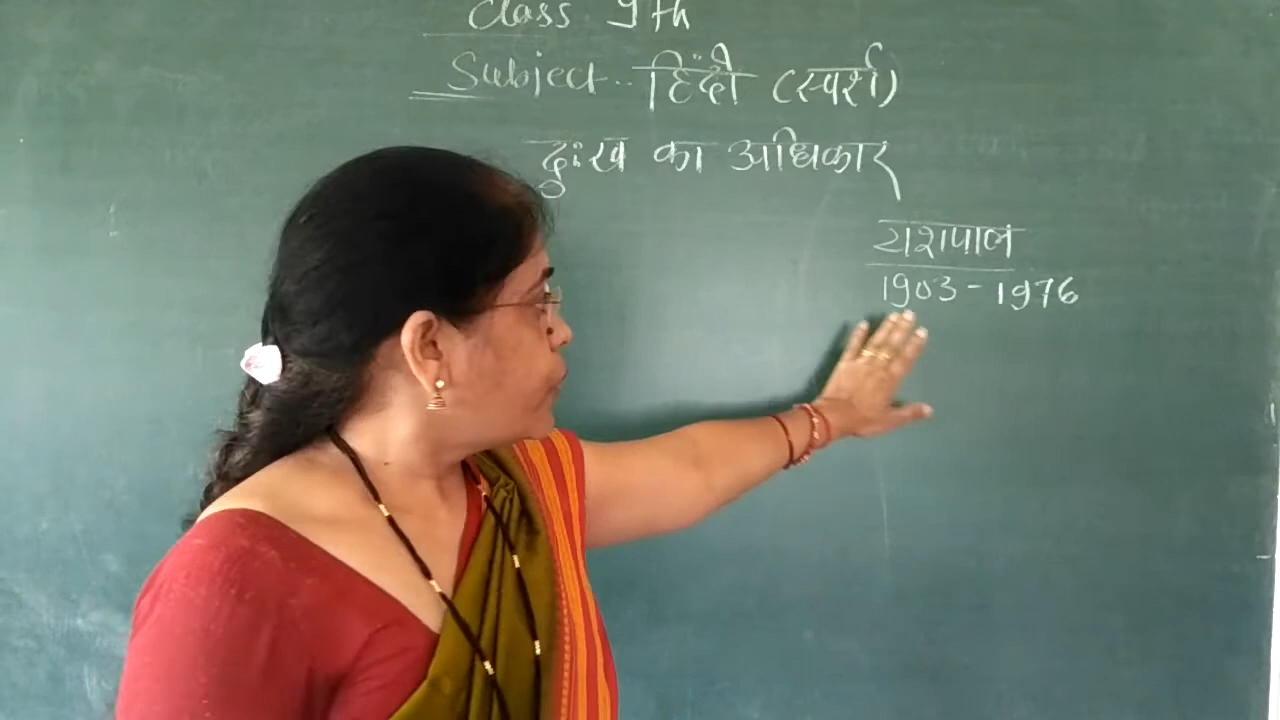 Class 9th
Subject.. हिंदी (स्पर्श)
दुःख का अधिकार
यशपाल
1903 - 1976